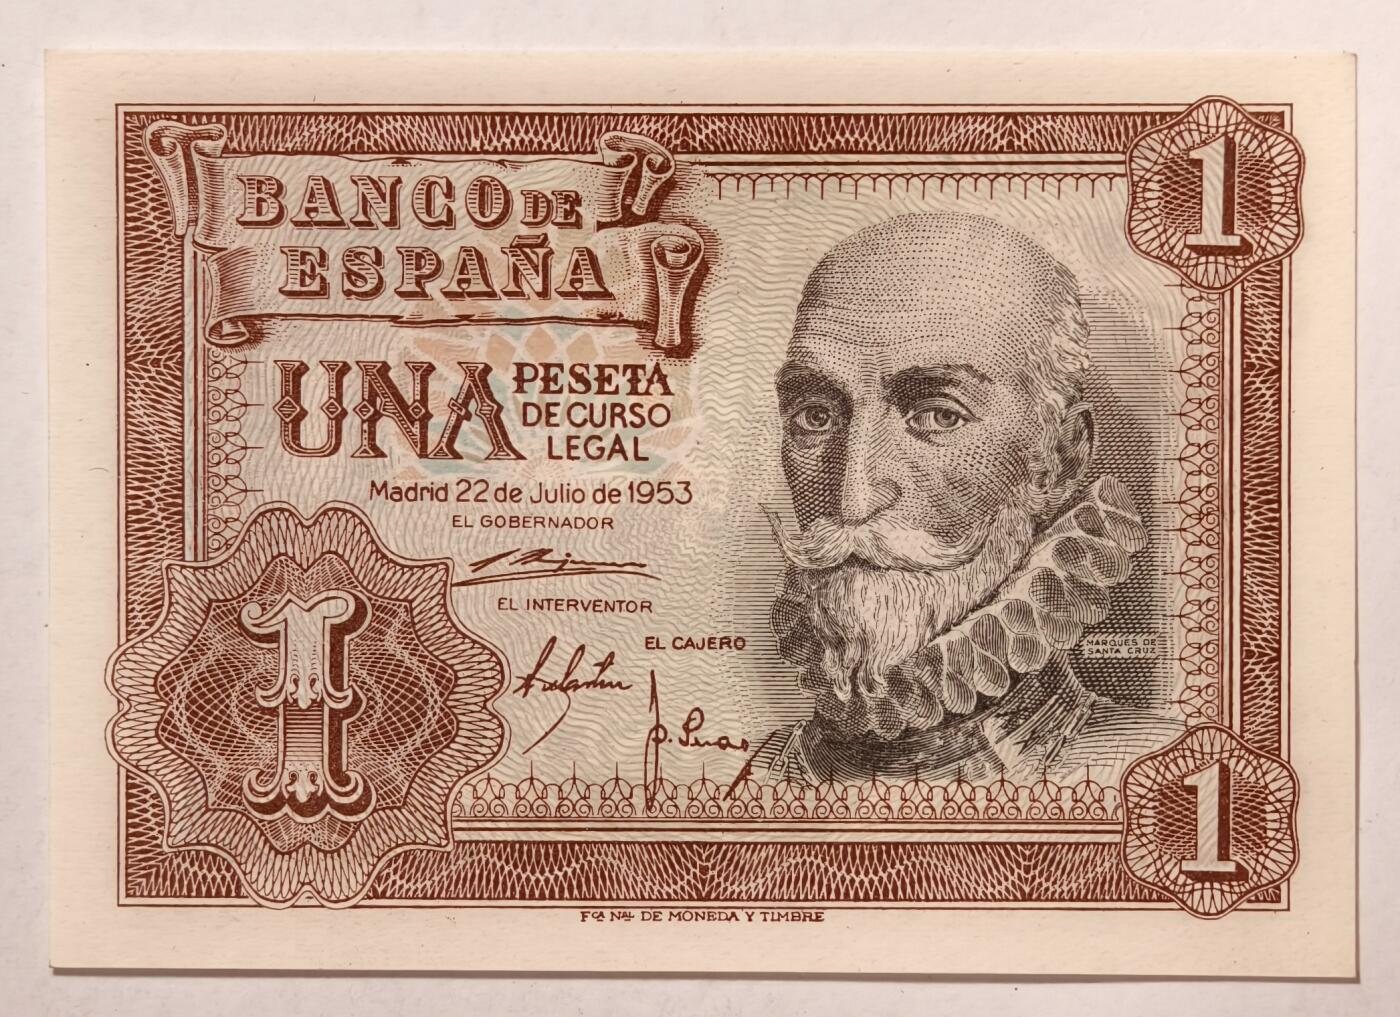 BANCO DE
ESPAÑA
1
UNA PESETA
DE CURSO
LEGAL
Madrid 22 de Julio de 1953
EL GOBERNADOR
EL INTERVENTOR
EL CAJERO
MARQUES DE
SANTA CRUZ
1
1
FCA NAL DE MONEDA Y TIMBRE